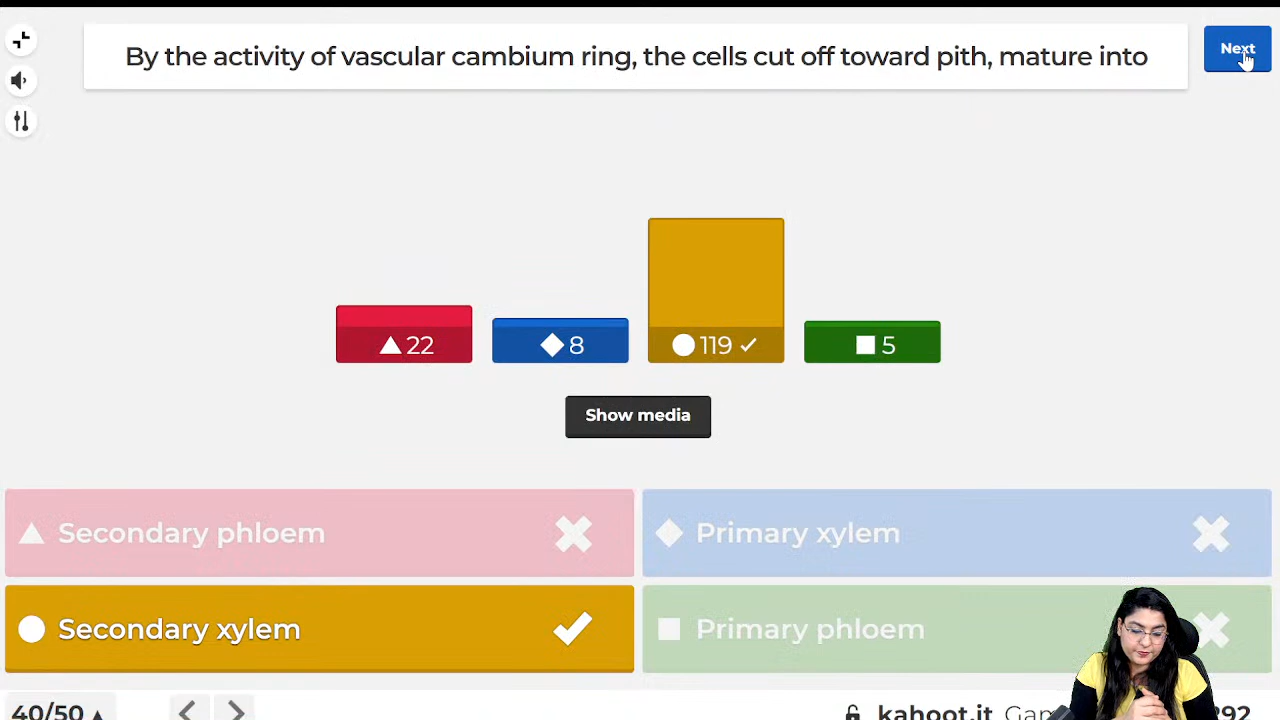 By the activity of vascular cambium ring, the cells cut off toward pith, mature into
Next
22
8
119
5
Show media
Secondary phloem
Primary xylem
Secondary xylem
Primary phloem
40/50
kahoot.it